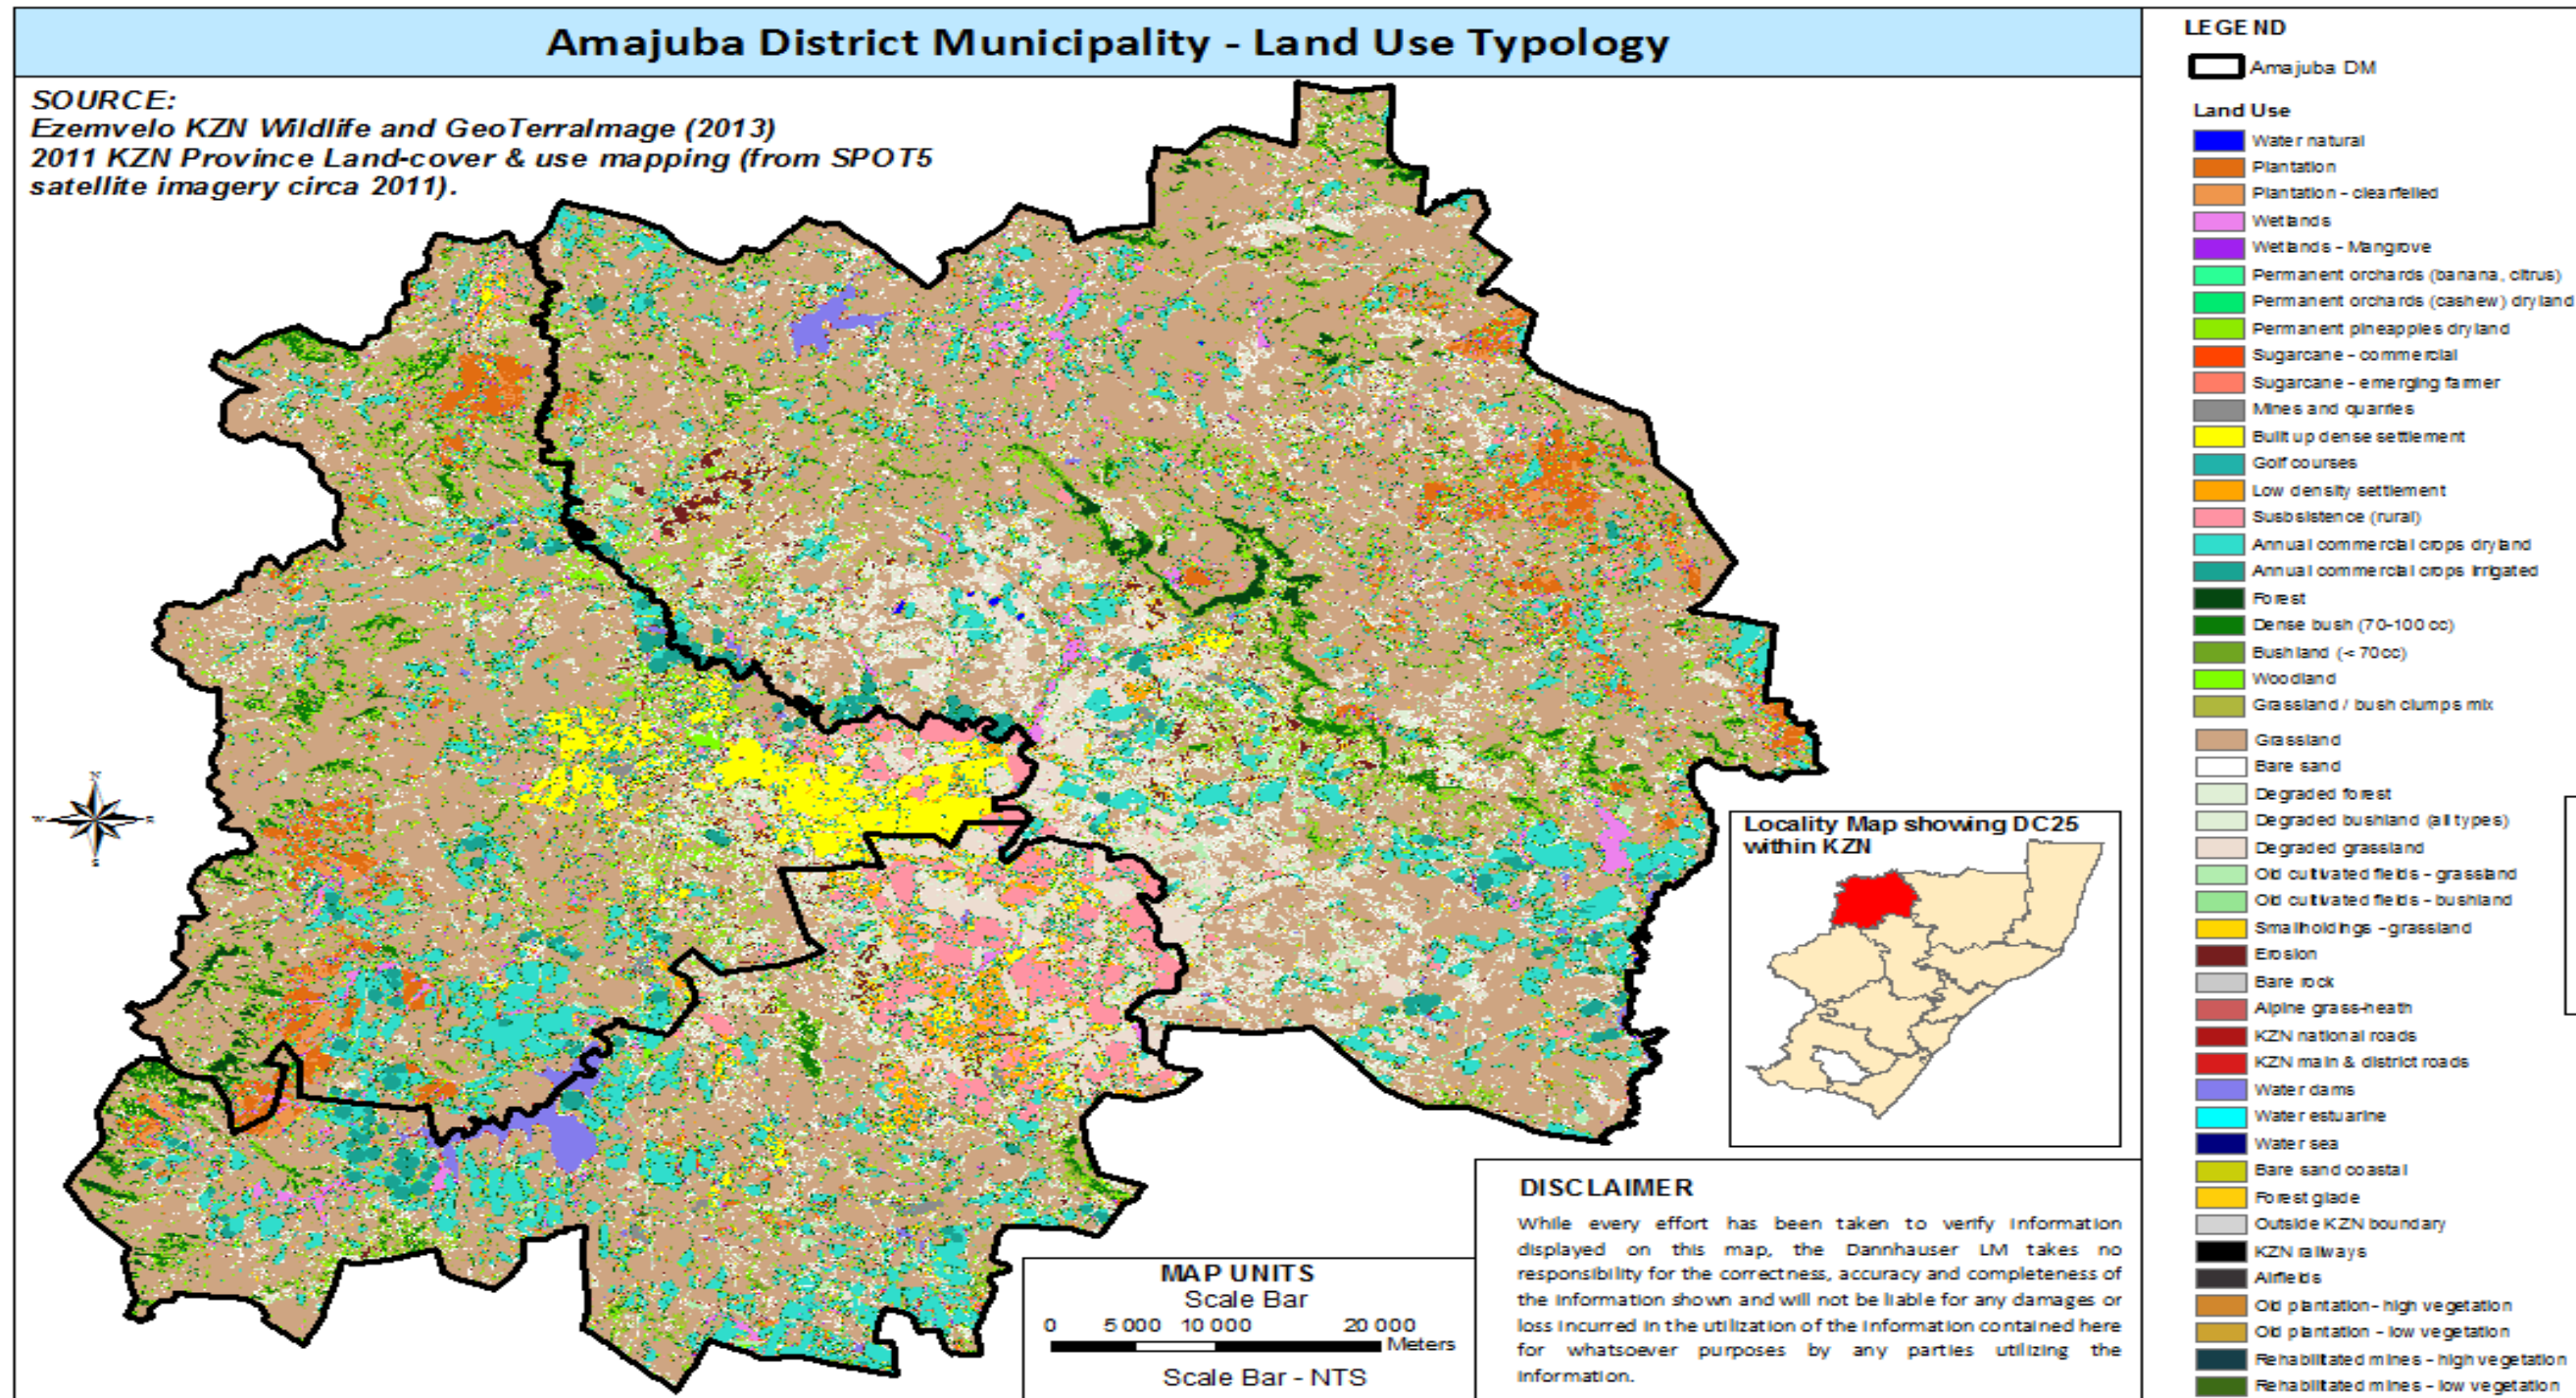 Amajuba District Municipality - Land Use Typology
SOURCE:
Ezemvelo KZN Wildlife and GeoTerraImage (2013)
2011 KZN Province Land-cover & use mapping (from SPOT5
satellite imagery circa 2011).
N
W
E
S
Locality Map showing DC25
within KZN
DISCLAIMER
While every effort has been taken to verify information
displayed on this map, the Dannhauser LM takes no
responsibility for the correctness, accuracy and completeness of
the information shown and will not be liable for any damages or
loss incurred in the utilization of the information contained here
for whatsoever purposes by any parties utilizing the
information.
MAP UNITS
Scale Bar
0 5 000 10 000 20 000
Meters
Scale Bar - NTS
LEGEND
Amajuba DM
Land Use
Water natural
Plantation
Plantation - clearfelled
Wetlands
Wetlands - Mangrove
Permanent orchards (banana, citrus)
Permanent orchards (cashew) dryland
Permanent pineapples dryland
Sugarcane - commercial
Sugarcane - emerging farmer
Mines and quarries
Built up dense settlement
Golf courses
Low density settlement
Susbsistence (rural)
Annual commercial crops dryland
Annual commercial crops irrigated
Forest
Dense bush (70-100 cc)
Bushland (< 70cc)
Woodland
Grassland / bush clumps mix
Grassland
Bare sand
Degraded forest
Degraded bushland (all types)
Degraded grassland
Old cultivated fields - grassland
Old cultivated fields - bushland
Smallholdings - grassland
Erosion
Bare rock
Alpine grass-heath
KZN national roads
KZN main & district roads
Water dams
Water estuarine
Water sea
Bare sand coastal
Forest glade
Outside KZN boundary
KZN railways
Airfields
Old plantation - high vegetation
Old plantation - low vegetation
Rehabilitated mines - high vegetation
Rehabilitated mines - low vegetation